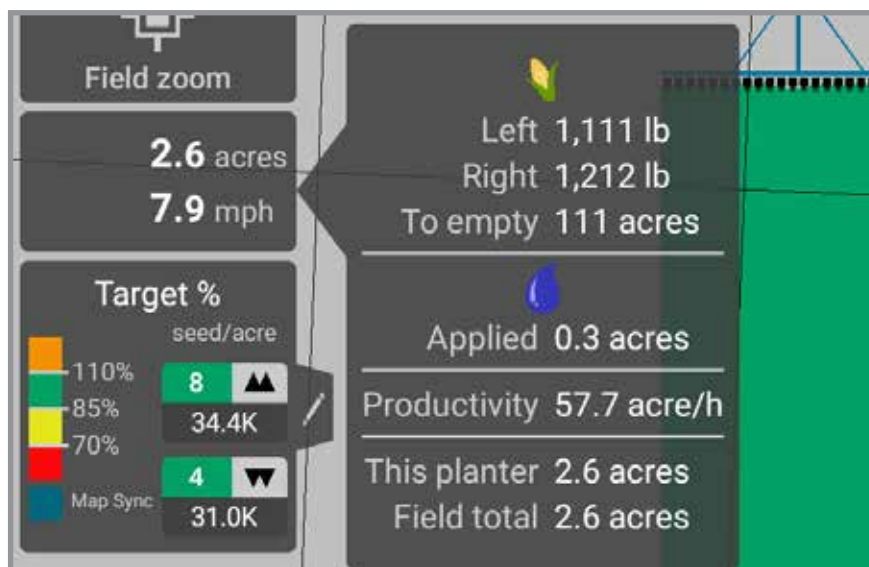 Field zoom
2.6 acres
7.9 mph
Target %
seed/acre
110%
85%
70%
Map Sync
8
34.4K
4
31.0K
Left 1,111 lb
Right 1,212 lb
To empty 111 acres
Applied 0.3 acres
Productivity 57.7 acre/h
This planter 2.6 acres
Field total 2.6 acres